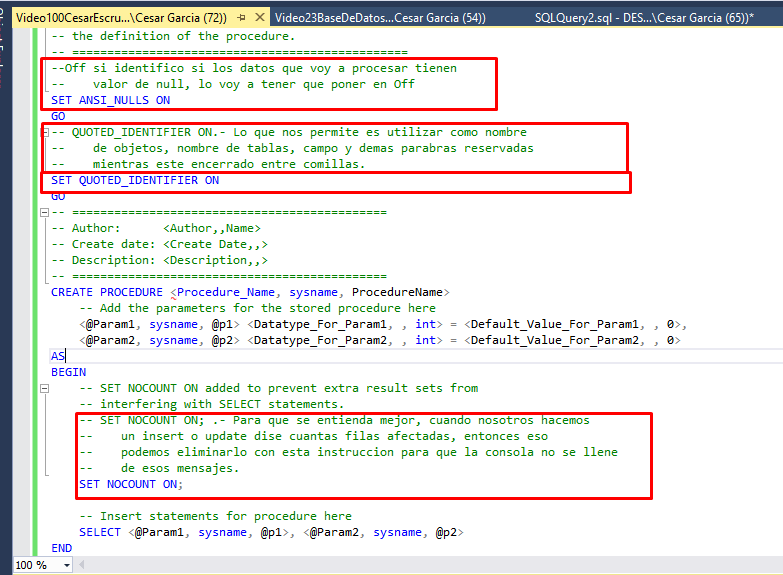 Video100CesarEscru...\Cesar Garcia (72))
Video23BaseDeDatos...Cesar Garcia (54))
SQLQuery2.sql - DES...\Cesar Garcia (65))*
-- the definition of the procedure.
-- ================================================
--Off si identifico si los datos que voy a procesar tienen
--     valor de null, lo voy a tener que poner en Off
SET ANSI_NULLS ON
GO
-- QUOTED_IDENTIFIER ON.- Lo que nos permite es utilizar como nombre
--     de objetos, nombre de tablas, campo y demas parabras reservadas
--     mientras este encerrado entre comillas.
SET QUOTED_IDENTIFIER ON
GO
-- =============================================
-- Author:      <Author,,Name>
-- Create date: <Create Date,,>
-- Description: <Description,,>
-- =============================================
CREATE PROCEDURE <Procedure_Name, sysname, ProcedureName>
    -- Add the parameters for the stored procedure here
    <@Param1, sysname, @p1> <Datatype_For_Param1, , int> = <Default_Value_For_Param1, , 0>,
    <@Param2, sysname, @p2> <Datatype_For_Param2, , int> = <Default_Value_For_Param2, , 0>
AS
BEGIN
    -- SET NOCOUNT ON added to prevent extra result sets from
    -- interfering with SELECT statements.
    -- SET NOCOUNT ON; .- Para que se entienda mejor, cuando nosotros hacemos
    --    un insert o update dise cuantas filas afectadas, entonces eso
    --    podemos eliminarlo con esta instruccion para que la consola no se llene
    --    de esos mensajes.
    SET NOCOUNT ON;
    -- Insert statements for procedure here
    SELECT <@Param1, sysname, @p1>, <@Param2, sysname, @p2>
END
100 %